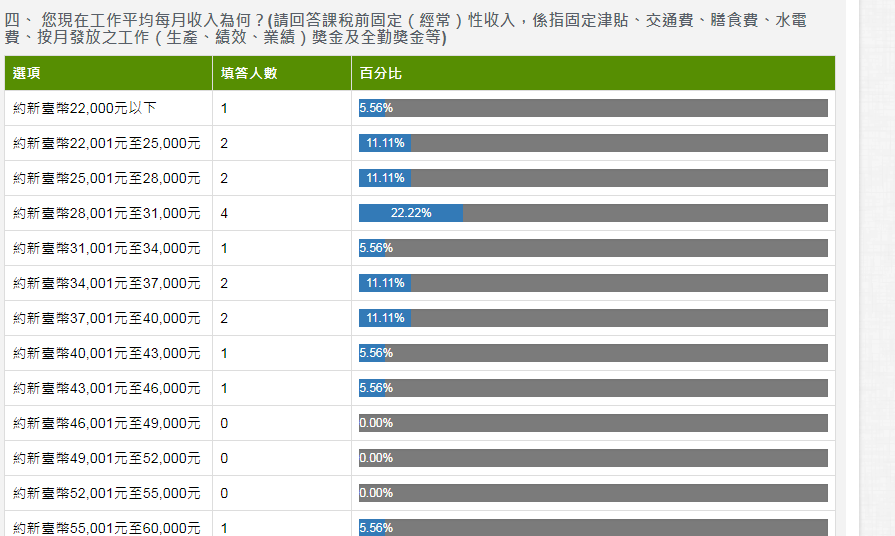 四、 您現在工作平均每月收入為何？(請回答課稅前固定（經常）性收入，係指固定津貼、交通費、膳食費、水電
費、按月發放之工作（生產、績效、業績）獎金及全勤獎金等)
選項 填答人數 百分比
約新臺幣22,000元以下 1 5.56%
約新臺幣22,001元至25,000元 2 11.11%
約新臺幣25,001元至28,000元 2 11.11%
約新臺幣28,001元至31,000元 4 22.22%
約新臺幣31,001元至34,000元 1 5.56%
約新臺幣34,001元至37,000元 2 11.11%
約新臺幣37,001元至40,000元 2 11.11%
約新臺幣40,001元至43,000元 1 5.56%
約新臺幣43,001元至46,000元 1 5.56%
約新臺幣46,001元至49,000元 0 0.00%
約新臺幣49,001元至52,000元 0 0.00%
約新臺幣52,001元至55,000元 0 0.00%
約新臺幣55,001元至60,000元 1 5.56%